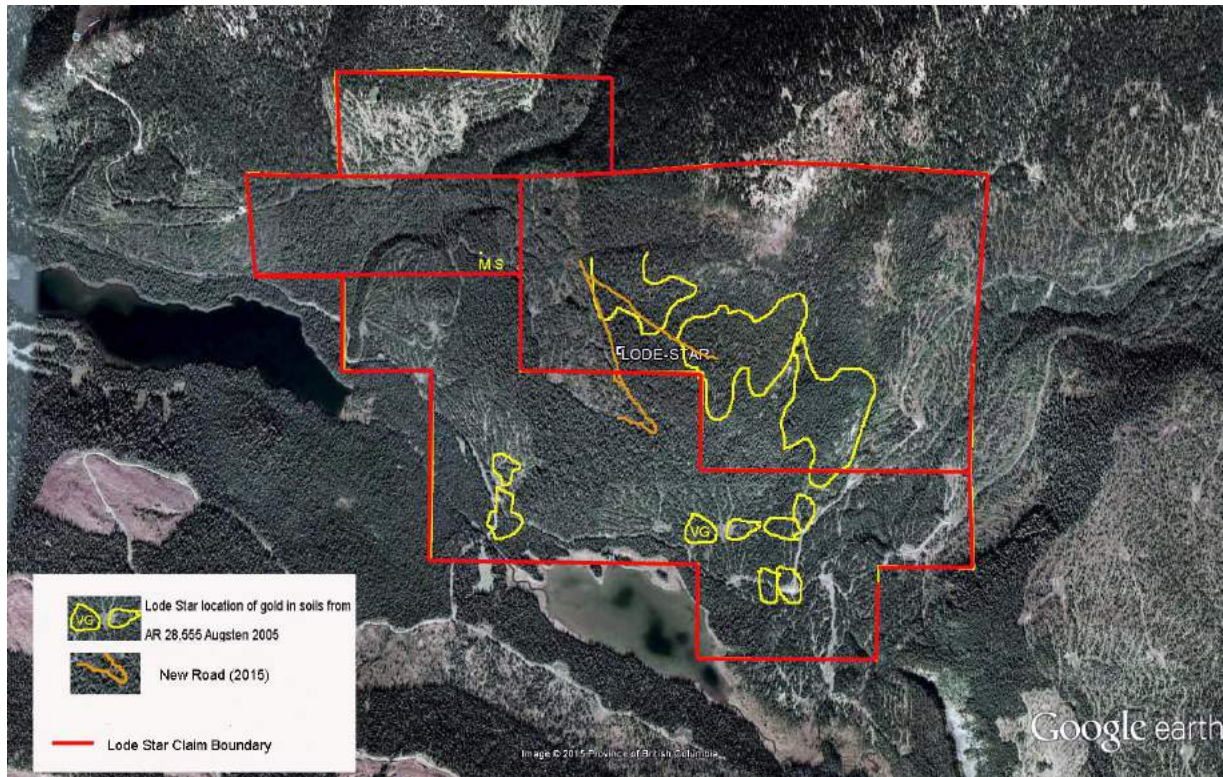 M S
LODE-STAR
VG
VG
Lode Star location of gold in soils from
AR 28,555 Augsten 2005
New Road (2015)
Lode Star Claim Boundary
Image © 2015 Province of British Columbia
Google earth